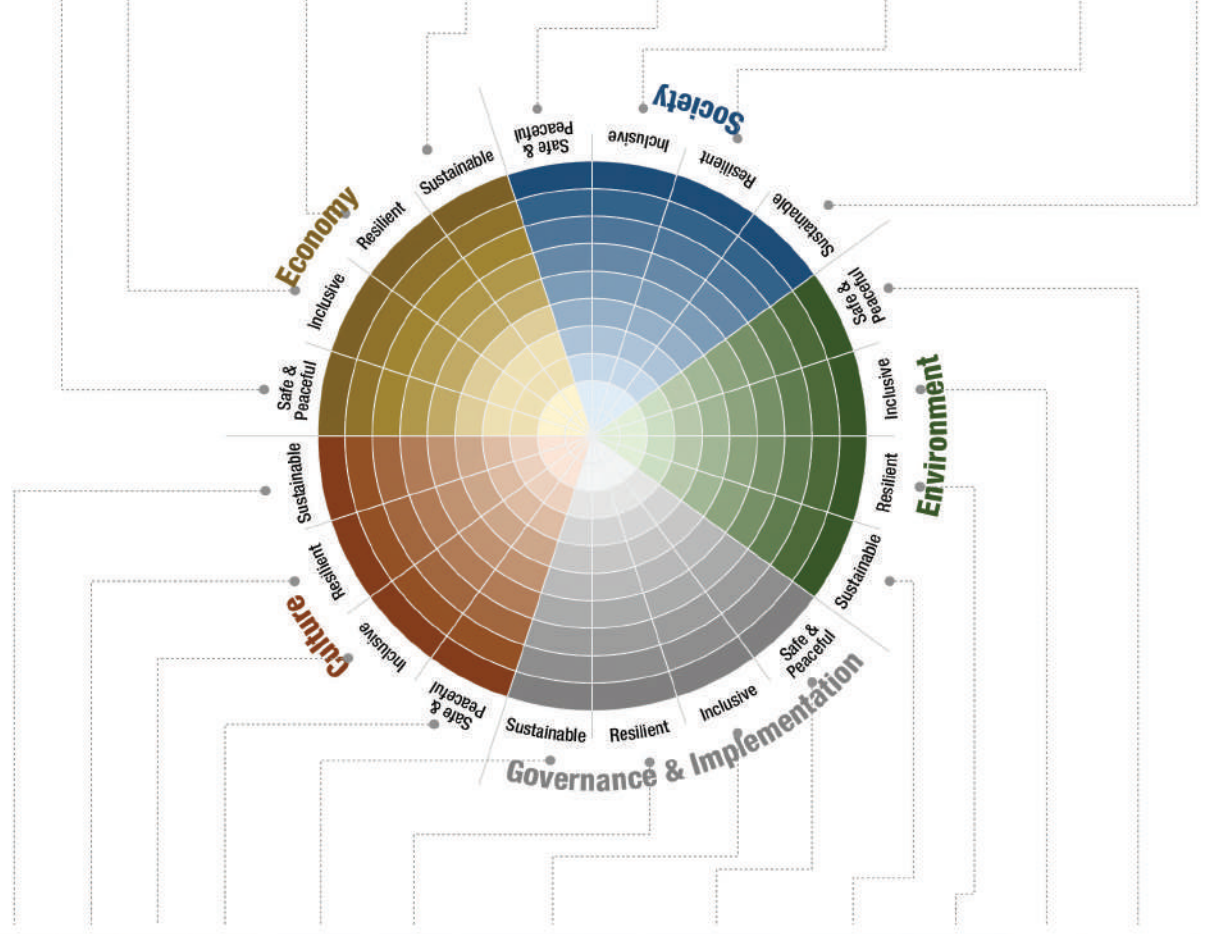 Society
Safe &
Peaceful
Inclusive
Resilient
Sustainable
Environment
Safe &
Peaceful
Inclusive
Resilient
Sustainable
Governance & Implementation
Safe &
Peaceful
Inclusive
Resilient
Sustainable
Culture
Safe &
Peaceful
Inclusive
Resilient
Sustainable
Economy
Safe &
Peaceful
Inclusive
Resilient
Sustainable